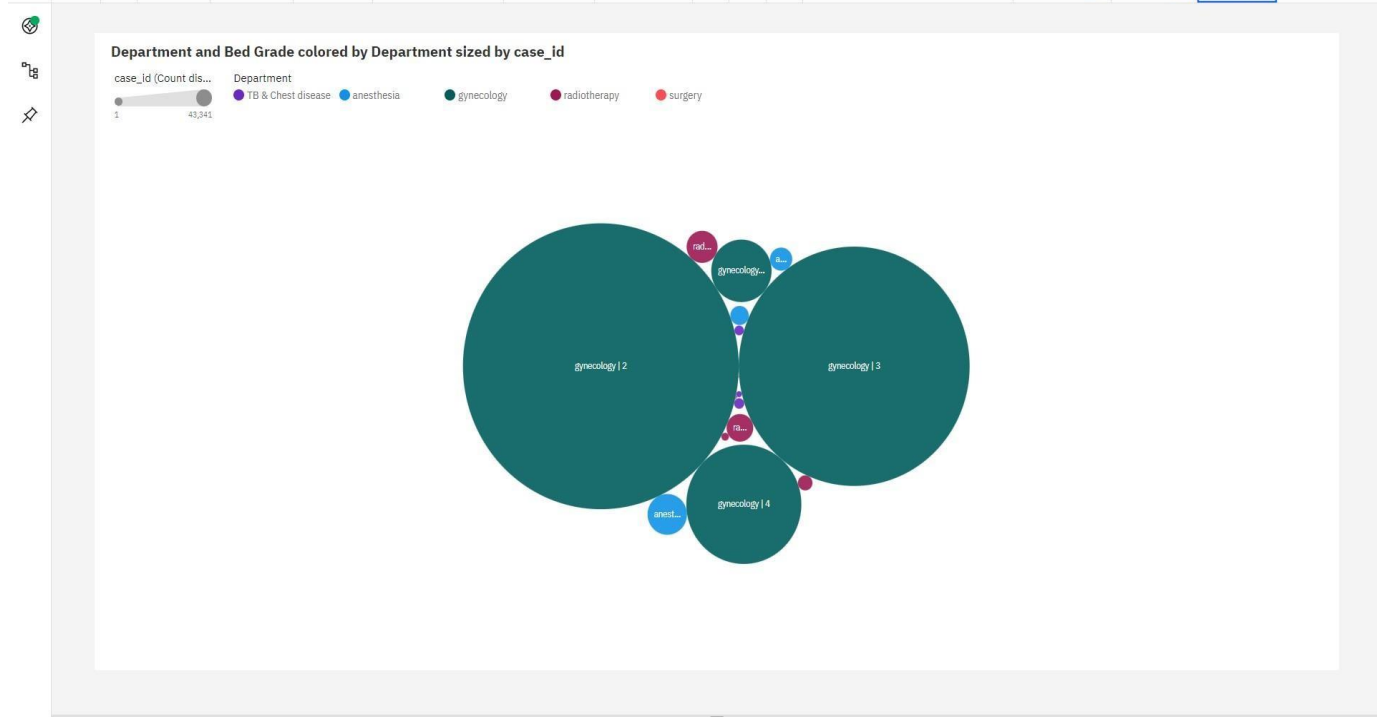 Department and Bed Grade colored by Department sized by case_id
case_id (Count dis... Department
TB & Chest disease anesthesia gynecology radiotherapy surgery
1 43,341
rad...
a...
gynecology...
gynecology | 2
gynecology | 3
ra...
gynecology | 4
anest...